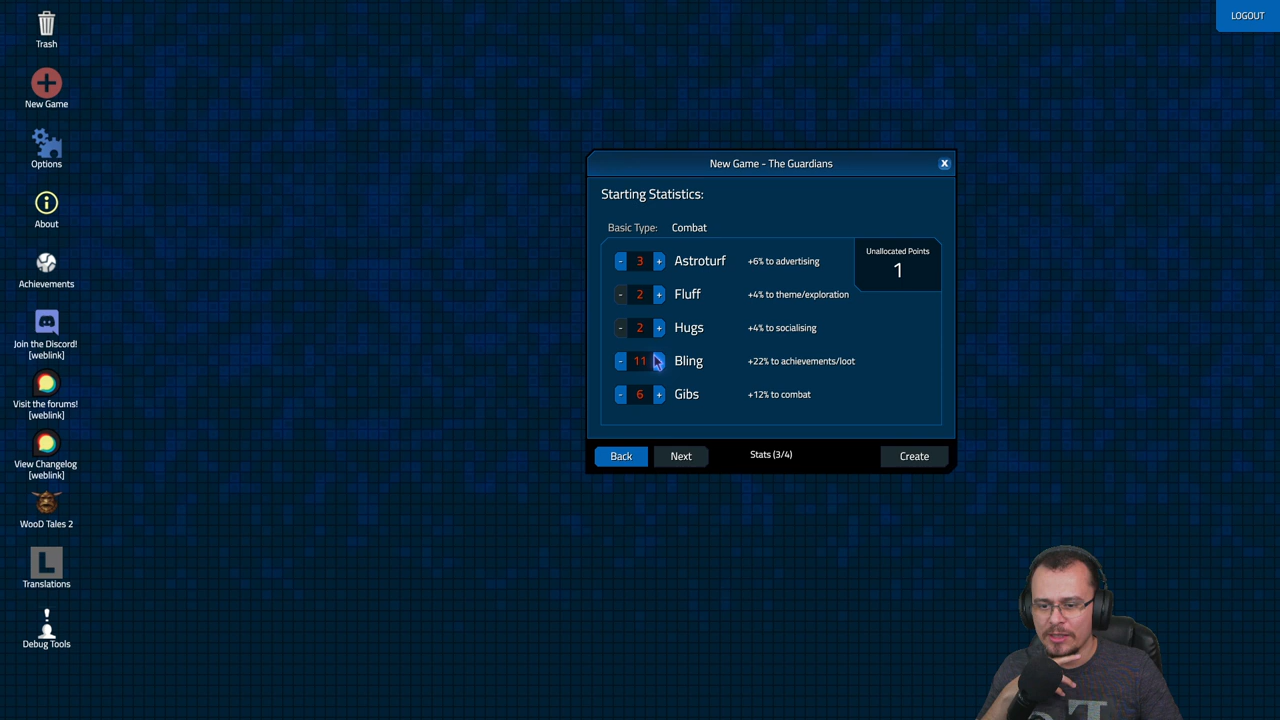 LOGOUT
Trash
New Game
Options
About
Achievements
Join the Discord!
[weblink]
Visit the forums!
[weblink]
View Changelog
[weblink]
WooD Tales 2
L
Translations
Debug Tools
New Game - The Guardians
X
Starting Statistics:
Basic Type: Combat
Unallocated Points
1
- 3 + Astroturf +6% to advertising
- 2 + Fluff +4% to theme/exploration
- 2 + Hugs +4% to socialising
- 11 Bling +22% to achievements/loot
- 6 + Gibs +12% to combat
Back Next Stats (3/4) Create